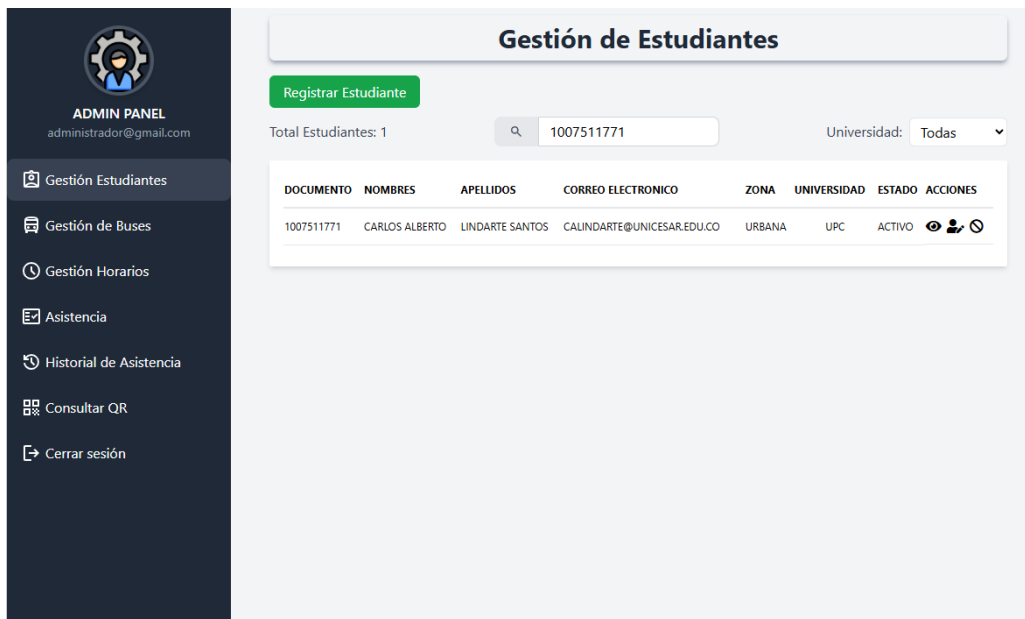 ADMIN PANEL
administrador@gmail.com
Gestión Estudiantes
Gestión de Buses
Gestión Horarios
Asistencia
Historial de Asistencia
Consultar QR
Cerrar sesión
Gestión de Estudiantes
Registrar Estudiante
Total Estudiantes: 1 1007511771 Universidad: Todas
DOCUMENTO NOMBRES APELLIDOS CORREO ELECTRONICO ZONA UNIVERSIDAD ESTADO ACCIONES
1007511771 CARLOS ALBERTO LINDARTE SANTOS CALINDARTE@UNICESAR.EDU.CO URBANA UPC ACTIVO